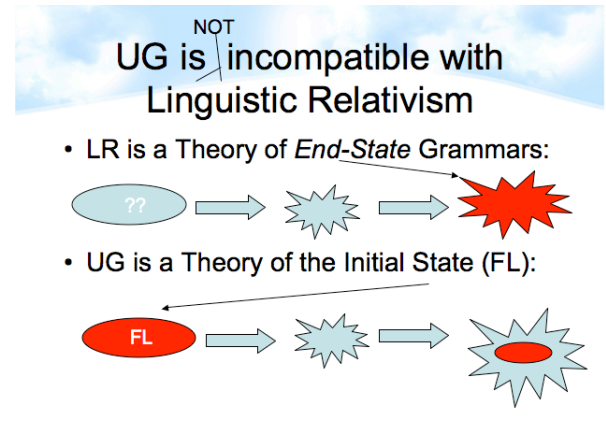 NOT
UG is incompatible with
Linguistic Relativism
• LR is a Theory of End-State Grammars:
??
• UG is a Theory of the Initial State (FL):
FL